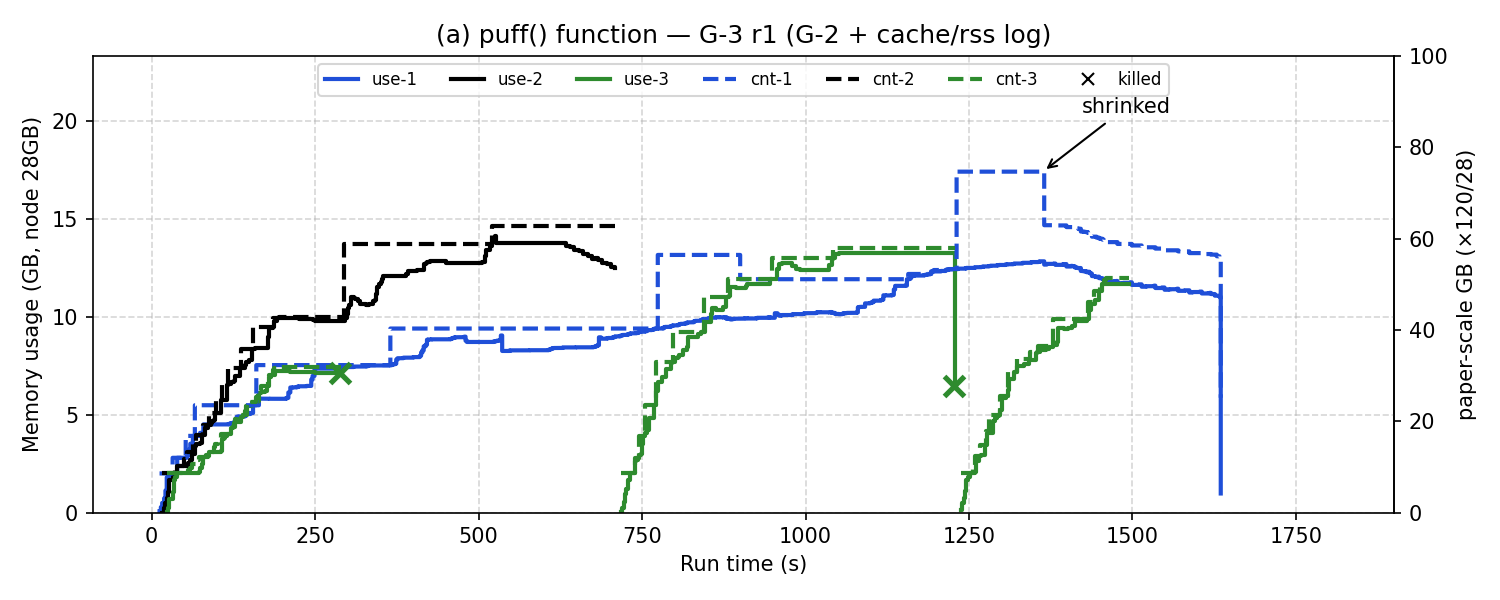 (a) puff() function — G-3 r1 (G-2 + cache/rss log)
use-1 use-2 use-3 cnt-1 cnt-2 cnt-3 killed
shrinked
Memory usage (GB, node 28GB)
20
15
10
5
0
100
80
60
40
20
0
paper-scale GB (×120/28)
0 250 500 750 1000 1250 1500 1750
Run time (s)